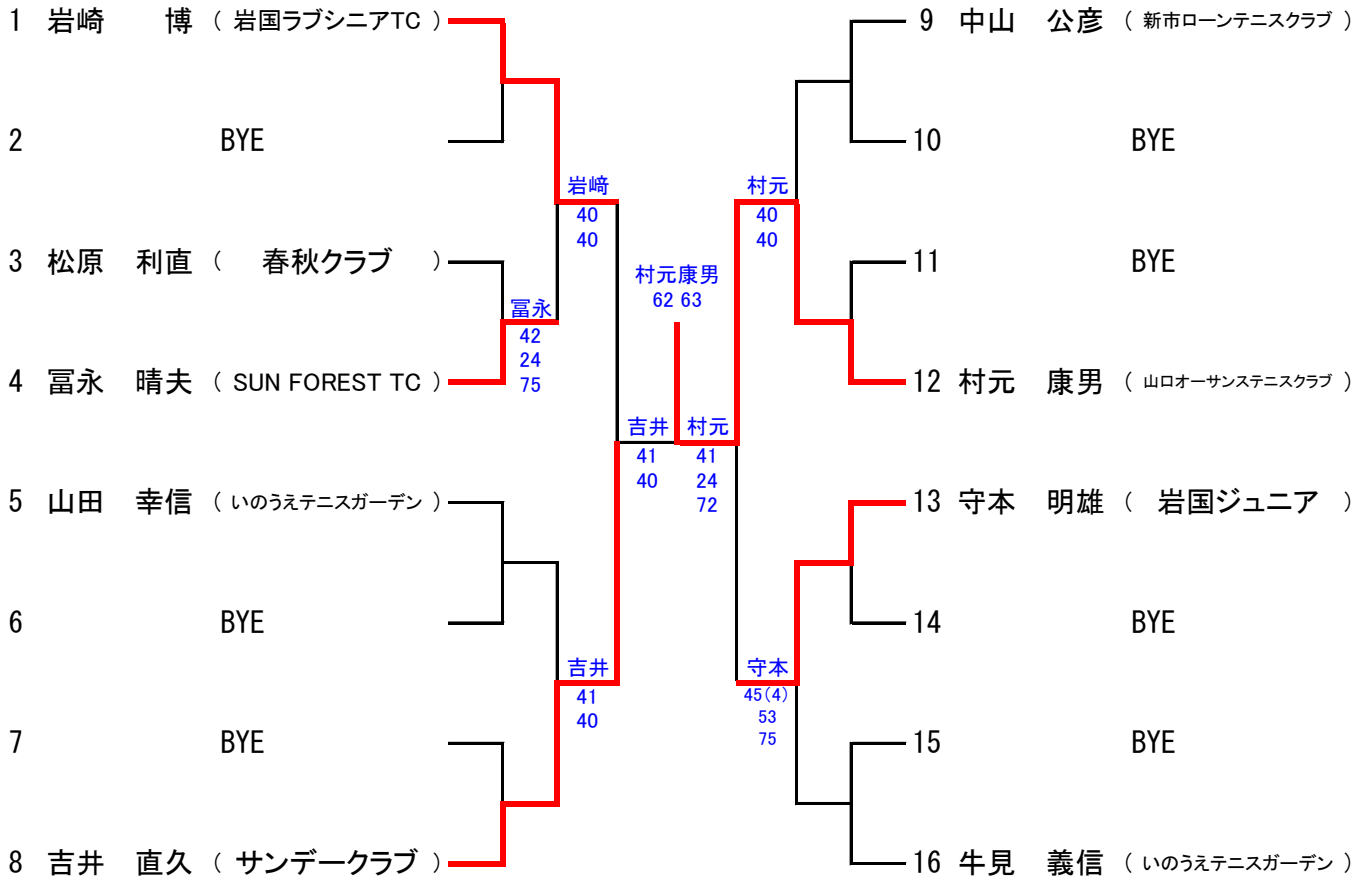 1 岩崎 博 ( 岩国ラブシニアTC )
2 BYE
岩﨑
40
40
3 松原 利直 ( 春秋クラブ )
冨永
42
24
75
4 冨永 晴夫 ( SUN FOREST TC )
5 山田 幸信 ( いのうえテニスガーデン )
6 BYE
吉井
41
40
7 BYE
8 吉井 直久 ( サンデークラブ )
村元康男
62 63
吉井
41
40
村元
41
24
72
9 中山 公彦 ( 新市ローンテニスクラブ )
10 BYE
村元
40
40
11 BYE
12 村元 康男 ( 山口オーサンステニスクラブ )
13 守本 明雄 ( 岩国ジュニア )
14 BYE
守本
45(4)
53
75
15 BYE
16 牛見 義信 ( いのうえテニスガーデン )